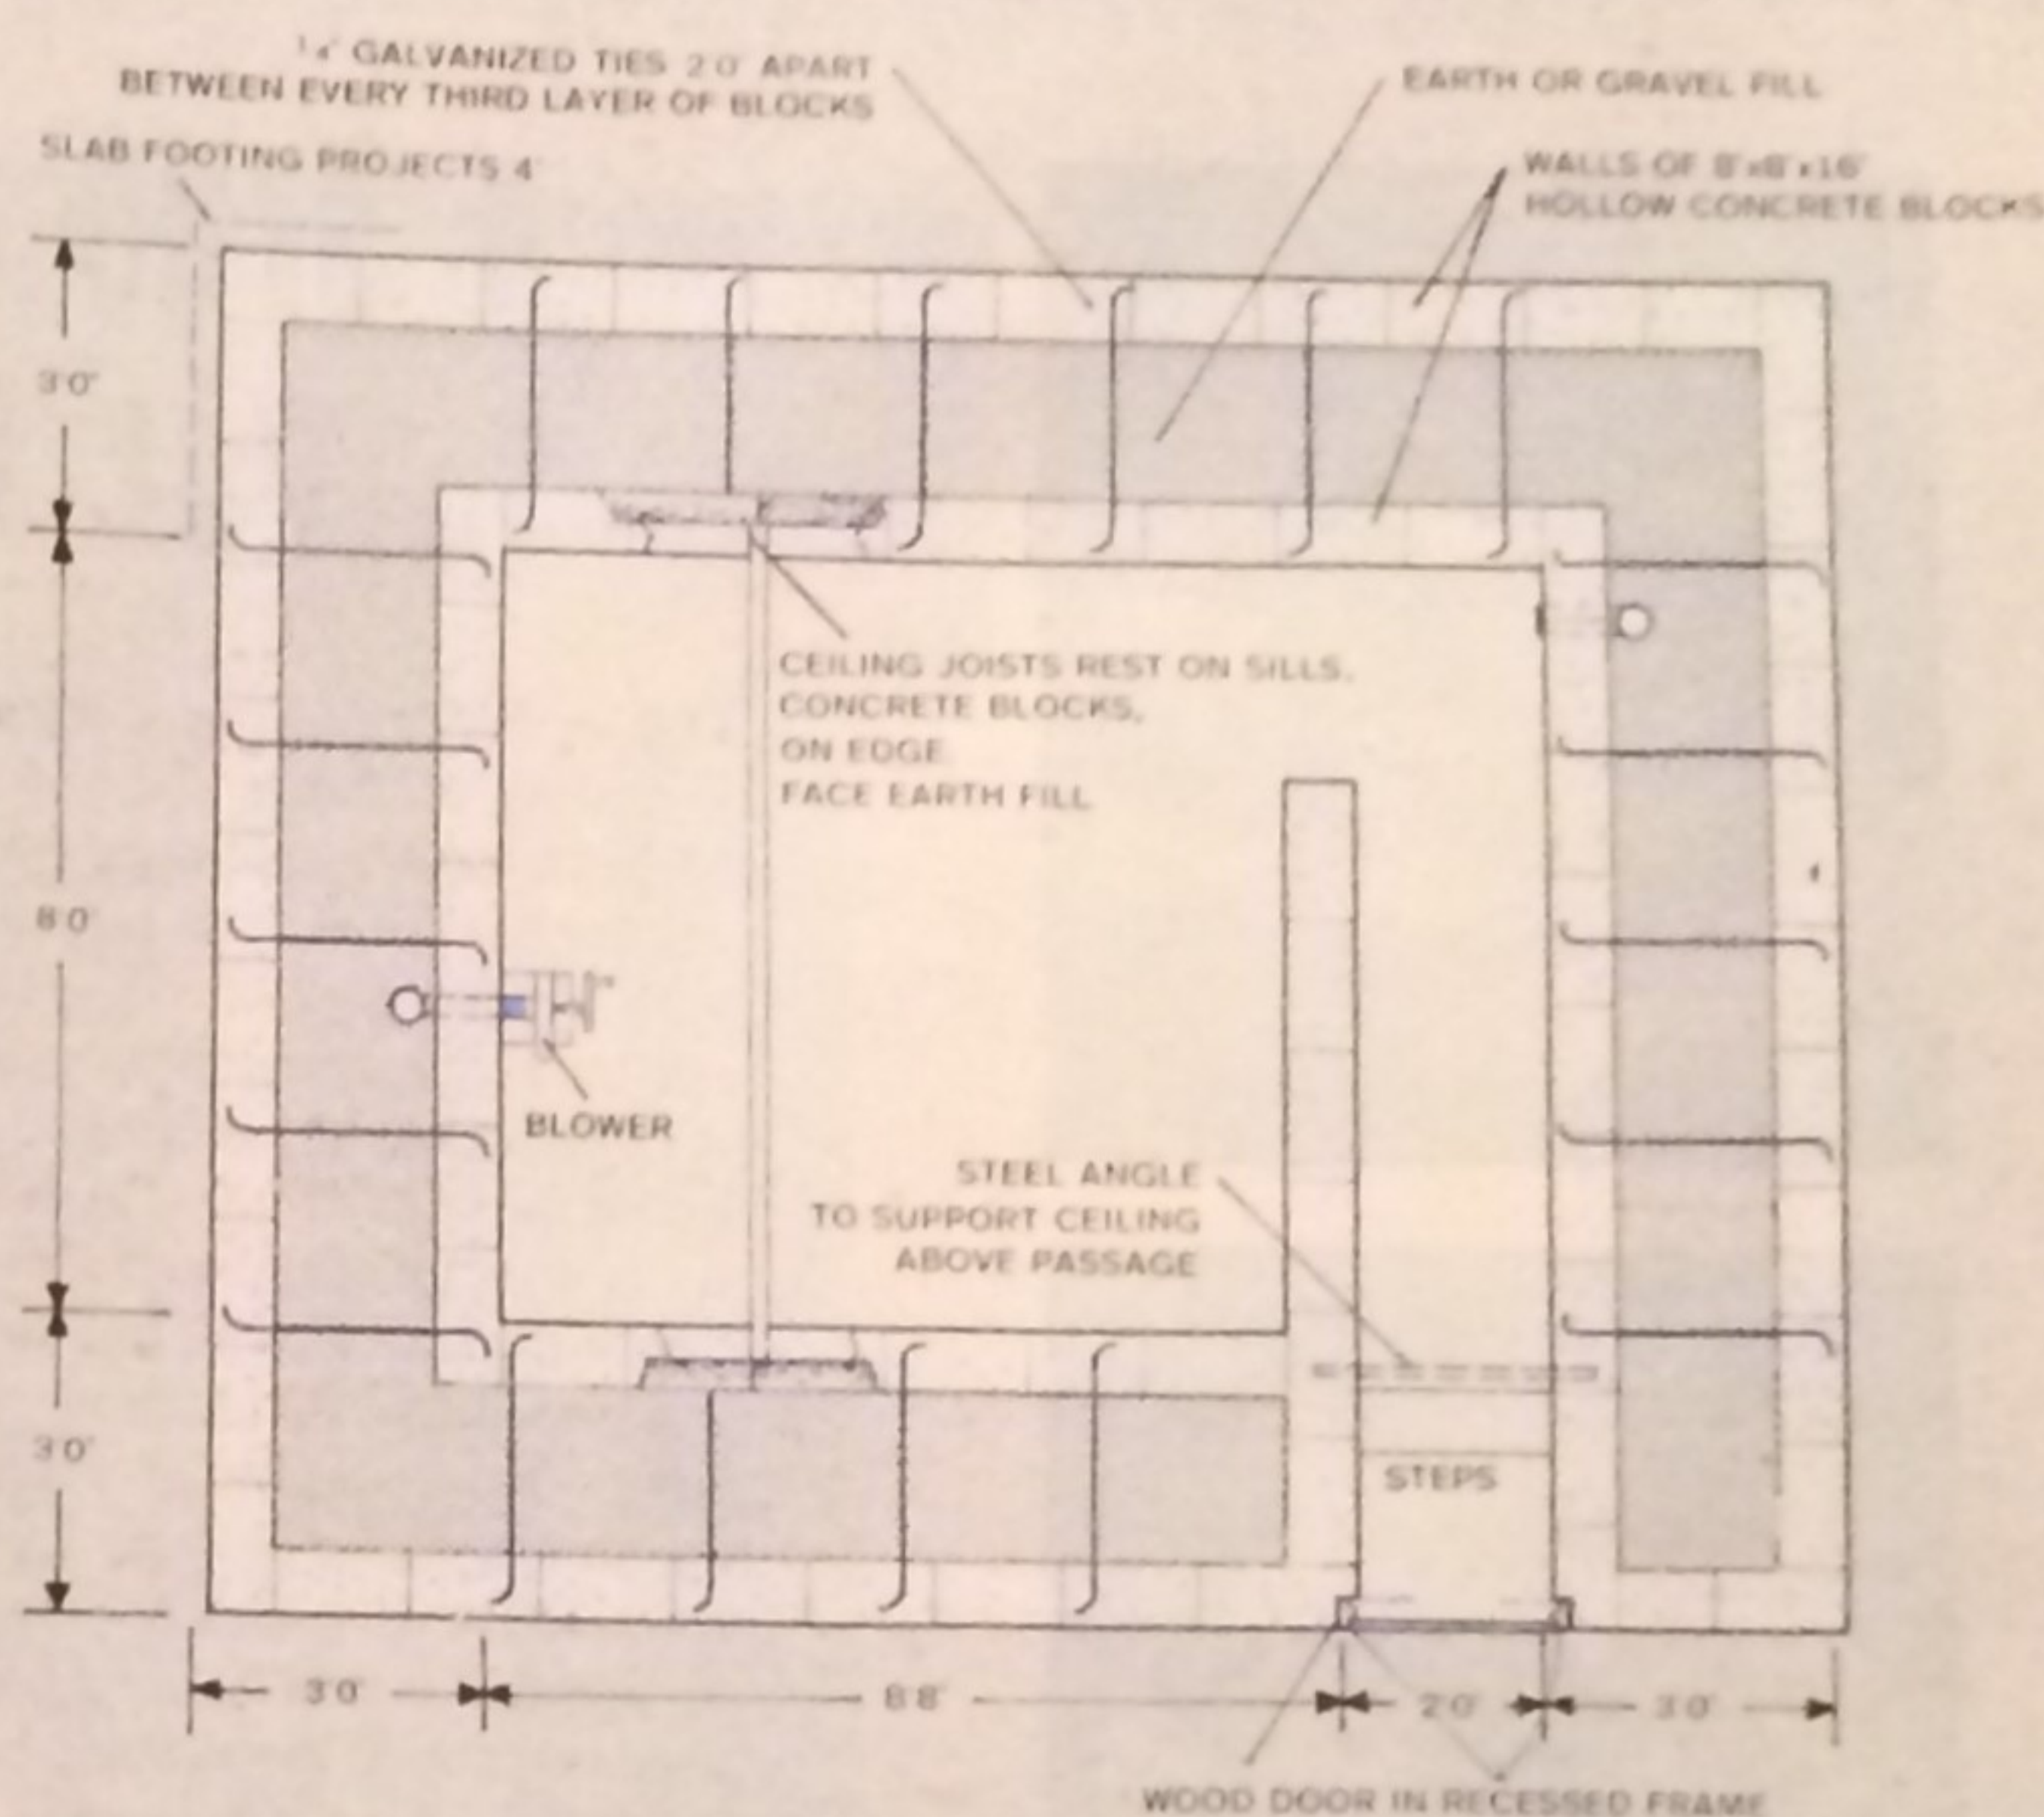 ¼" GALVANIZED TIES 2'0" APART
BETWEEN EVERY THIRD LAYER OF BLOCKS
SLAB FOOTING PROJECTS 4"
EARTH OR GRAVEL FILL
WALLS OF 8"x8"x16"
HOLLOW CONCRETE BLOCKS
3'0"
CEILING JOISTS REST ON SILLS.
CONCRETE BLOCKS,
ON EDGE
FACE EARTH FILL
8'0"
BLOWER
STEEL ANGLE
TO SUPPORT CEILING
ABOVE PASSAGE
3'0"
STEPS
3'0"
8'8"
2'0"
3'0"
WOOD DOOR IN RECESSED FRAME